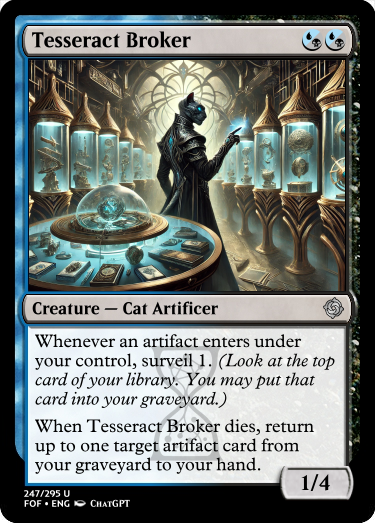 Tesseract Broker
Creature — Cat Artificer
Whenever an artifact enters under
your control, surveil 1. (Look at the top
card of your library. You may put that
card into your graveyard.)
When Tesseract Broker dies, return
up to one target artifact card from
your graveyard to your hand.
1/4
247/295 U
FOF • ENG ChatGPT